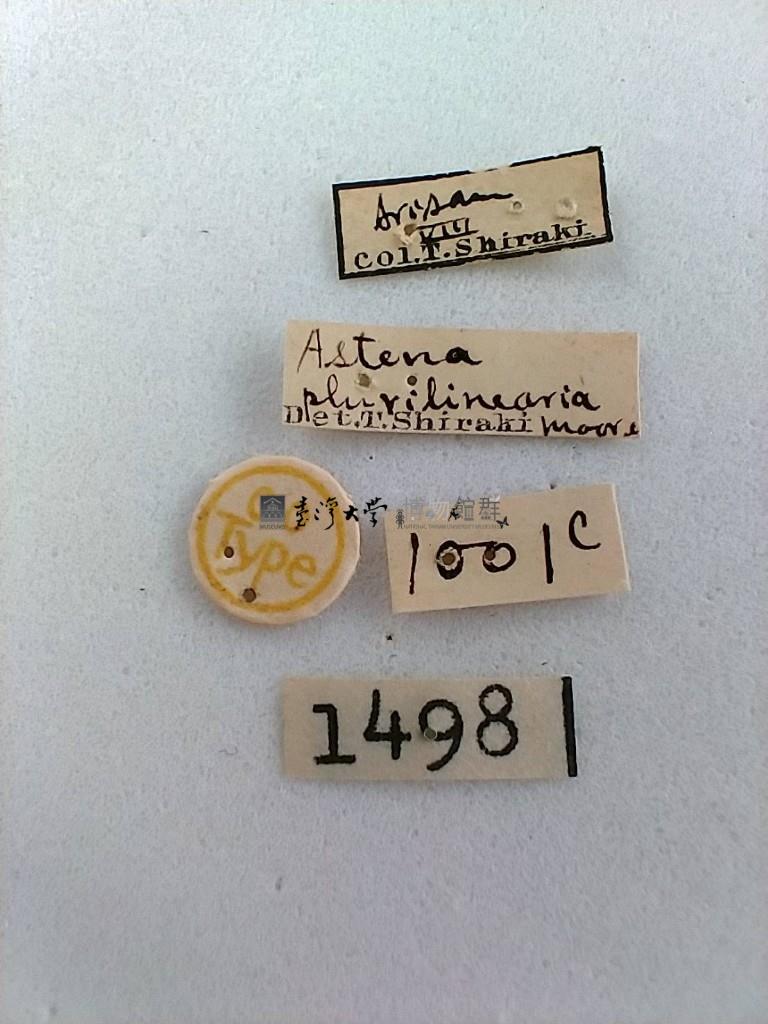 Arisan
VIII
Col.T.Shiraki.
Astena
plurilinearia
Det.T.Shiraki Moore
臺灣大學 博物館群
Type
1001c
1498